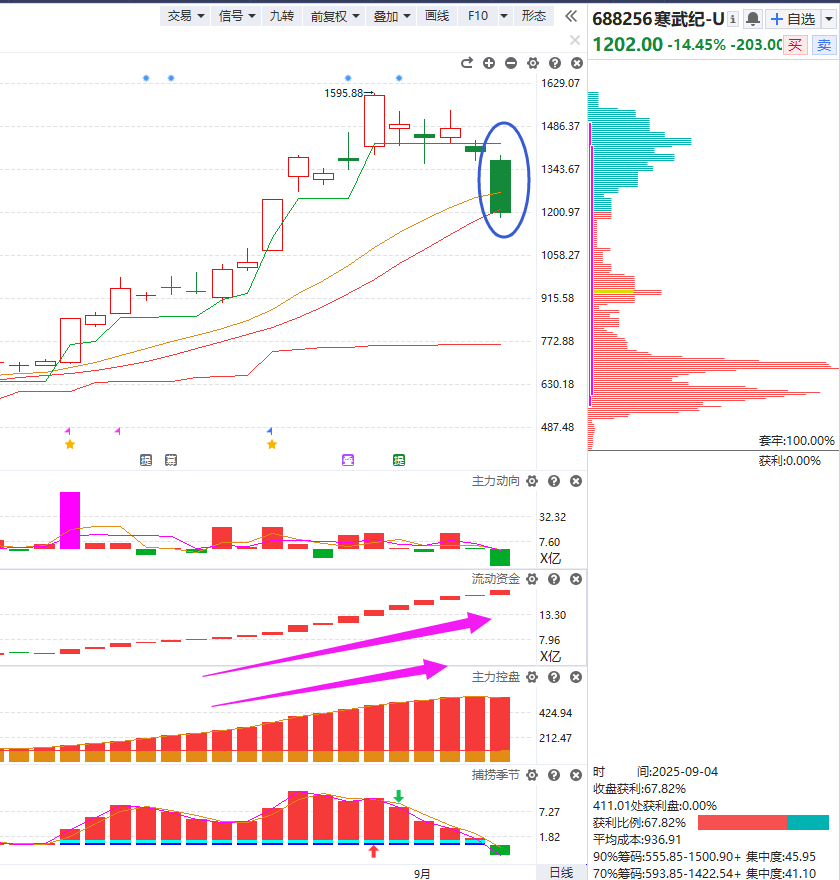 交易 信号 九转 前复权 叠加 画线 F10 形态
688256寒武纪-U 自选
1202.00 -14.45% -203.00 买 卖
1595.88
1629.07
1486.37
1343.67
1200.97
1058.27
915.58
772.88
630.18
487.48
套牢:100.00%
获利:0.00%
主力动向
32.32
7.60
X亿
流动资金
13.30
7.96
X亿
主力控盘
424.94
212.47
捕捞季节
7.27
1.82
9月 日线
时 间:2025-09-04
收盘获利:67.82%
411.01处获利盘:0.00%
获利比例:67.82%
平均成本:936.91
90%筹码:555.85-1500.90+ 集中度:45.95
70%筹码:593.85-1422.54+ 集中度:41.10